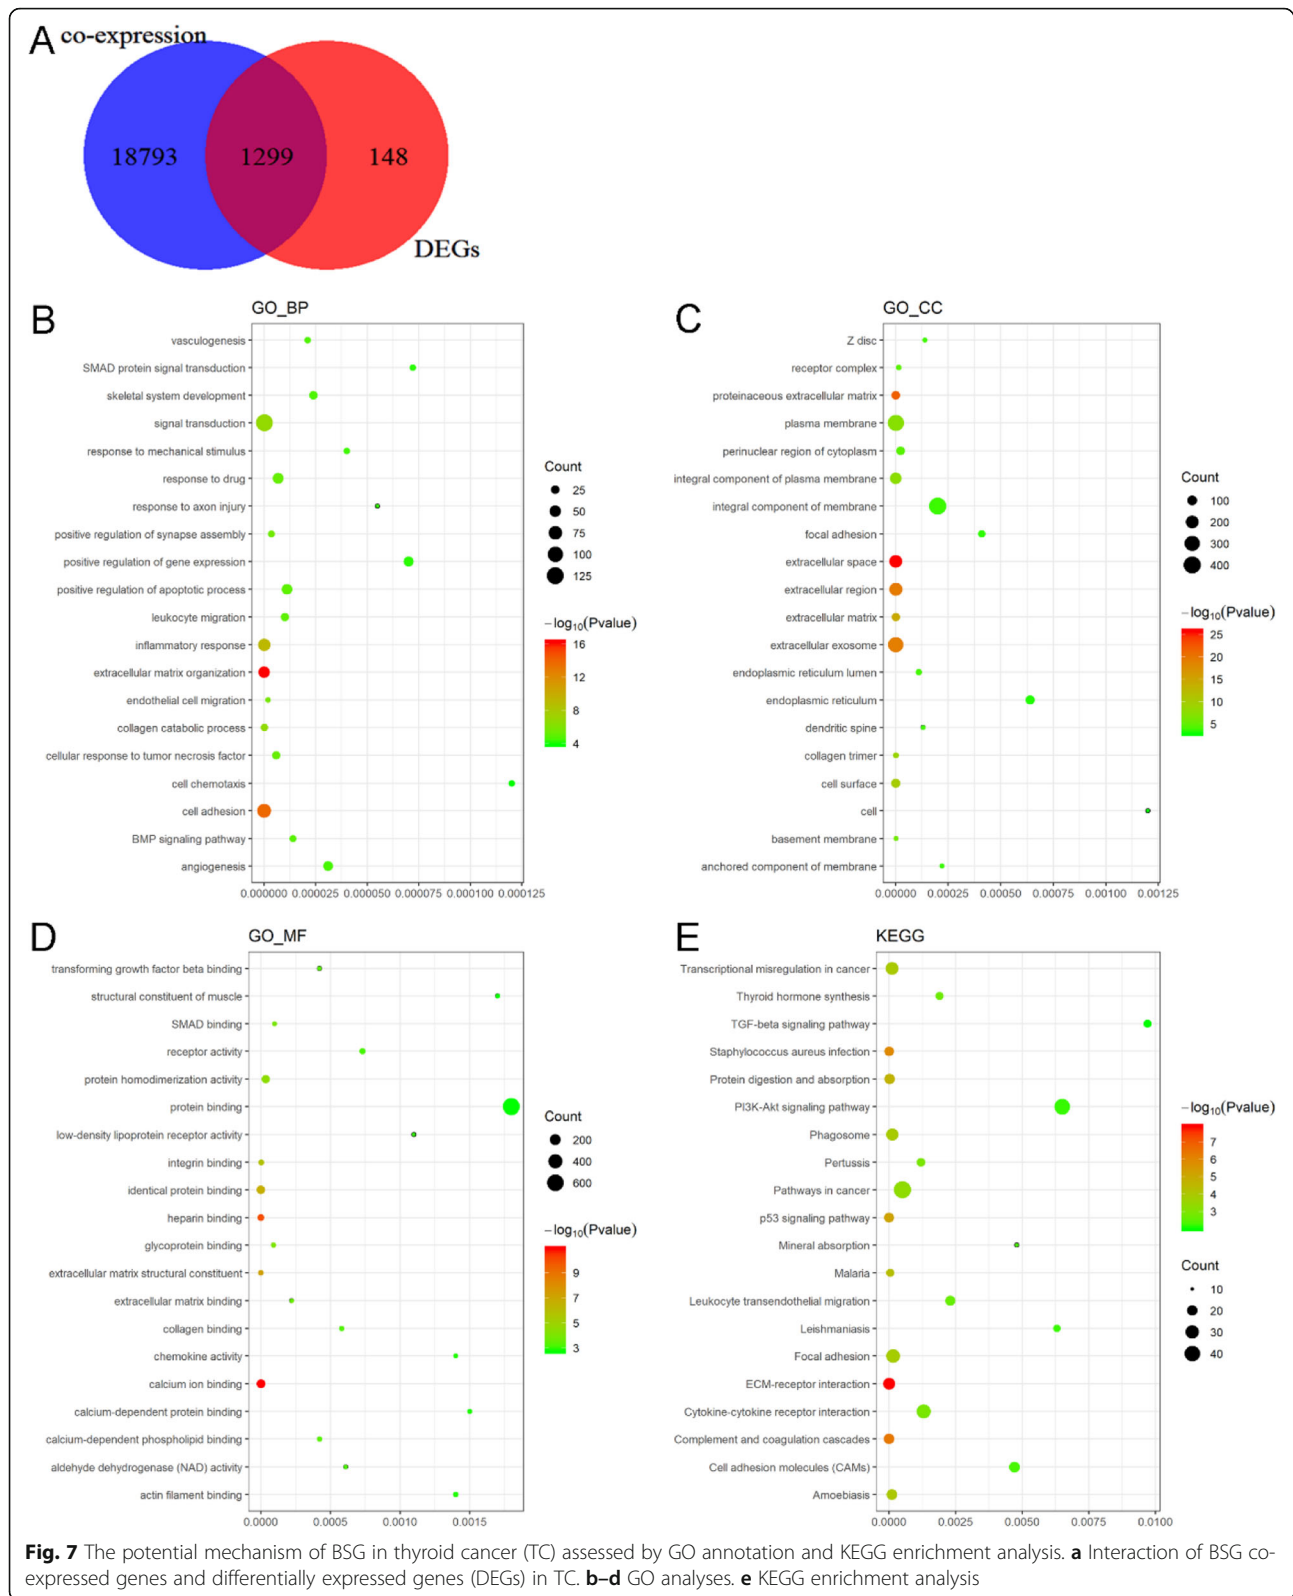 A co-expression
18793 1299 148
DEGs
B GO_BP
vasculogenesis
SMAD protein signal transduction
skeletal system development
signal transduction
response to mechanical stimulus
response to drug
response to axon injury
positive regulation of synapse assembly
positive regulation of gene expression
positive regulation of apoptotic process
leukocyte migration
inflammatory response
extracellular matrix organization
endothelial cell migration
collagen catabolic process
cellular response to tumor necrosis factor
cell chemotaxis
cell adhesion
BMP signaling pathway
angiogenesis
0.000000 0.000025 0.000050 0.000075 0.000100 0.000125
Count
25
50
75
100
125
−log10(Pvalue)
16
12
8
4
C GO_CC
Z disc
receptor complex
proteinaceous extracellular matrix
plasma membrane
perinuclear region of cytoplasm
integral component of plasma membrane
integral component of membrane
focal adhesion
extracellular space
extracellular region
extracellular matrix
extracellular exosome
endoplasmic reticulum lumen
endoplasmic reticulum
dendritic spine
collagen trimer
cell surface
cell
basement membrane
anchored component of membrane
0.00000 0.00025 0.00050 0.00075 0.00100 0.00125
Count
100
200
300
400
−log10(Pvalue)
25
20
15
10
5
D GO_MF
transforming growth factor beta binding
structural constituent of muscle
SMAD binding
receptor activity
protein homodimerization activity
protein binding
low-density lipoprotein receptor activity
integrin binding
identical protein binding
heparin binding
glycoprotein binding
extracellular matrix structural constituent
extracellular matrix binding
collagen binding
chemokine activity
calcium ion binding
calcium-dependent protein binding
calcium-dependent phospholipid binding
aldehyde dehydrogenase (NAD) activity
actin filament binding
0.0000 0.0005 0.0010 0.0015
Count
200
400
600
−log10(Pvalue)
9
7
5
3
E KEGG
Transcriptional misregulation in cancer
Thyroid hormone synthesis
TGF-beta signaling pathway
Staphylococcus aureus infection
Protein digestion and absorption
PI3K-Akt signaling pathway
Phagosome
Pertussis
Pathways in cancer
p53 signaling pathway
Mineral absorption
Malaria
Leukocyte transendothelial migration
Leishmaniasis
Focal adhesion
ECM-receptor interaction
Cytokine-cytokine receptor interaction
Complement and coagulation cascades
Cell adhesion molecules (CAMs)
Amoebiasis
0.0000 0.0025 0.0050 0.0075 0.0100
−log10(Pvalue)
7
6
5
4
3
Count
10
20
30
40
Fig. 7 The potential mechanism of BSG in thyroid cancer (TC) assessed by GO annotation and KEGG enrichment analysis. a Interaction of BSG co-
expressed genes and differentially expressed genes (DEGs) in TC. b–d GO analyses. e KEGG enrichment analysis